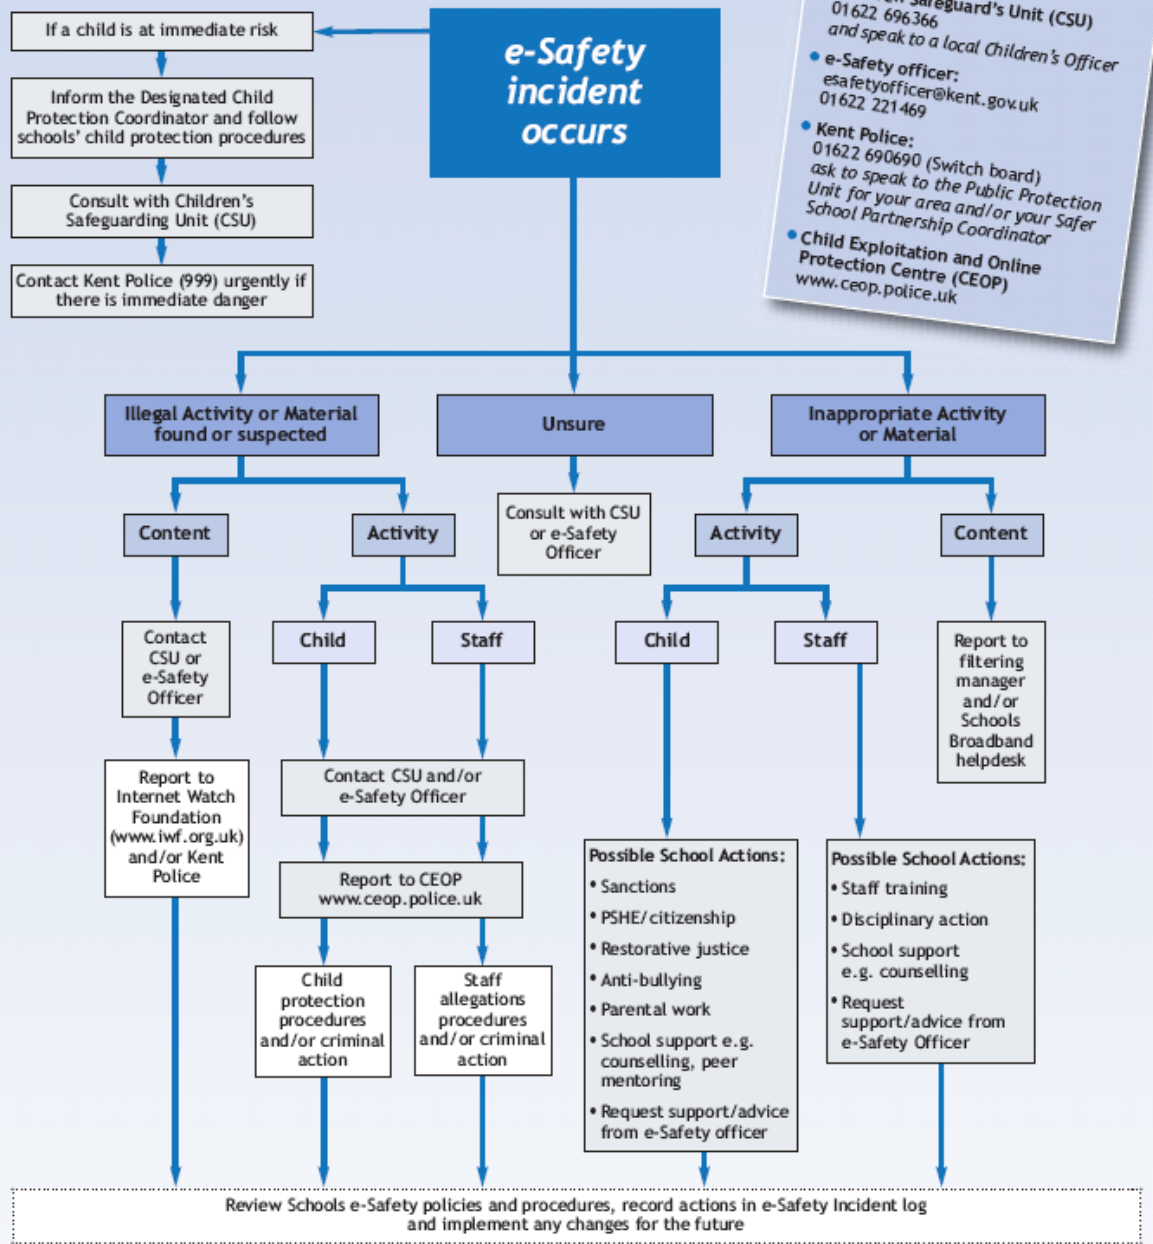 If a child is at immediate risk
Inform the Designated Child
Protection Coordinator and follow
schools' child protection procedures
Consult with Children's
Safeguarding Unit (CSU)
Contact Kent Police (999) urgently if
there is immediate danger
e-Safety
incident
occurs
Safeguard's Unit (CSU)
01622 696366
and speak to a local Children's Officer
• e-Safety officer:
esafetyofficer@kent.gov.uk
01622 221469
• Kent Police:
01622 690690 (Switch board)
ask to speak to the Public Protection
Unit for your area and/or your Safer
School Partnership Coordinator
• Child Exploitation and Online
Protection Centre (CEOP)
www.ceop.police.uk
Illegal Activity or Material
found or suspected
Unsure
Inappropriate Activity
or Material
Content
Activity
Consult with CSU
or e-Safety
Officer
Activity
Content
Contact
CSU or
e-Safety
Officer
Child
Staff
Child
Staff
Report to
filtering
manager
and/or
Schools
Broadband
helpdesk
Report to
Internet Watch
Foundation
(www.iwf.org.uk)
and/or Kent
Police
Contact CSU and/or
e-Safety Officer
Report to CEOP
www.ceop.police.uk
Child
protection
procedures
and/or criminal
action
Staff
allegations
procedures
and/or criminal
action
Possible School Actions:
• Sanctions
• PSHE/citizenship
• Restorative justice
• Anti-bullying
• Parental work
• School support e.g.
counselling, peer
mentoring
• Request support/advice
from e-Safety officer
Possible School Actions:
• Staff training
• Disciplinary action
• School support
e.g. counselling
• Request
support/advice from
e-Safety Officer
Review Schools e-Safety policies and procedures, record actions in e-Safety Incident log
and implement any changes for the future